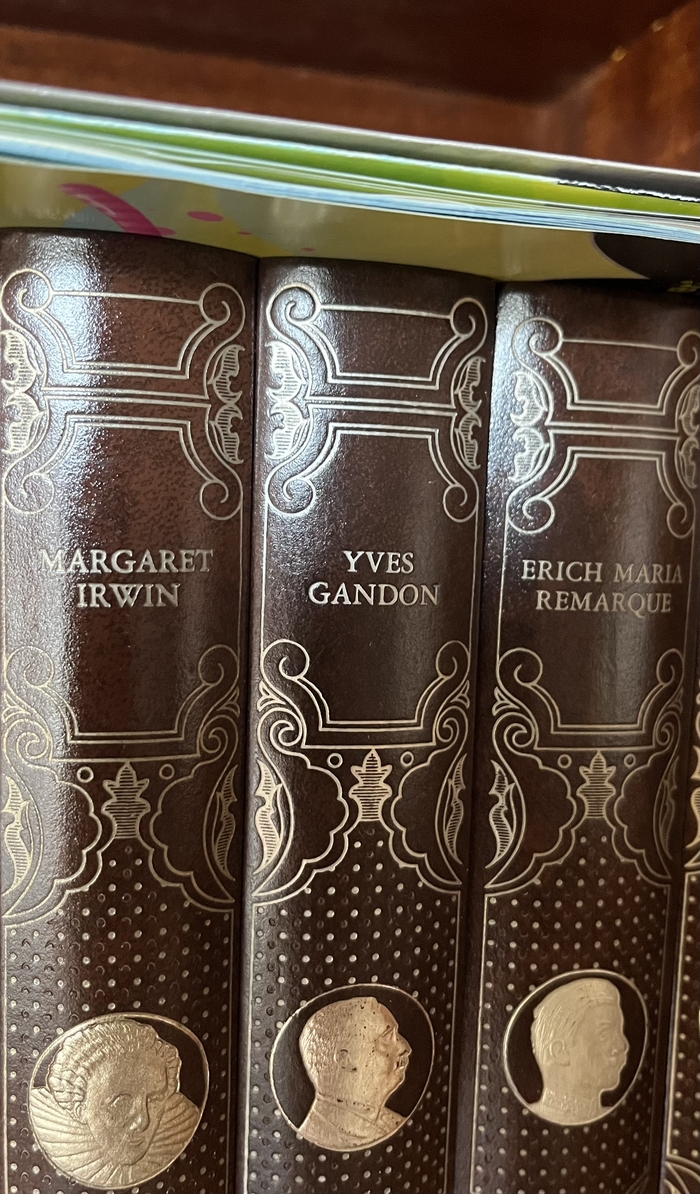 MARGARET
IRWIN
YVES
GANDON
ERICH MARIA
REMARQUE